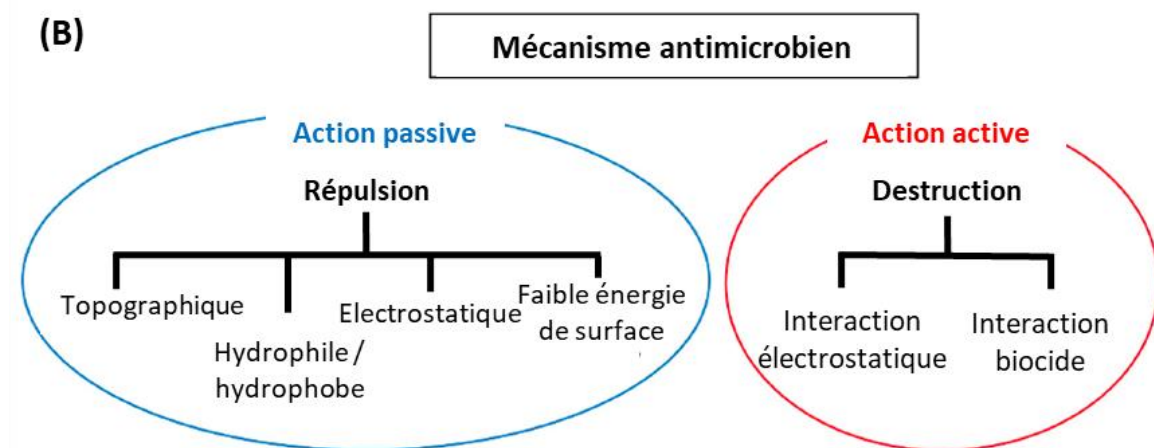 (B)
Mécanisme antimicrobien
Action passive
Répulsion
Topographique
Hydrophile /
hydrophobe
Electrostatique
Faible énergie
de surface
Action active
Destruction
Interaction
électrostatique
Interaction
biocide